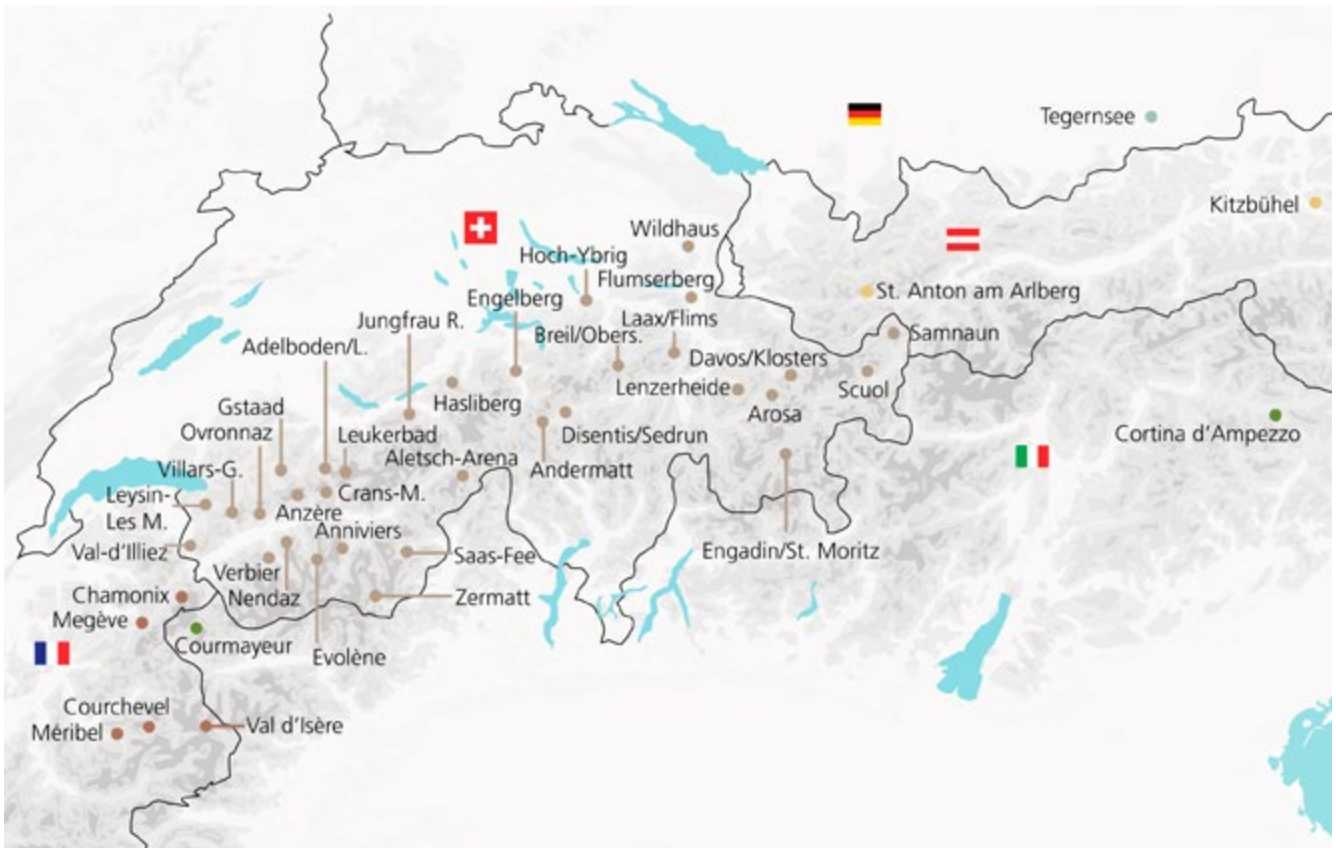 Tegernsee
Kitzbühel
Wildhaus
Hoch-Ybrig
Flumserberg
St. Anton am Arlberg
Engelberg
Laax/Flims
Jungfrau R.
Breil/Obers.
Samnaun
Adelboden/L.
Davos/Klosters
Lenzerheide
Scuol
Hasliberg
Gstaad
Arosa
Ovronnaz
Leukerbad
Disentis/Sedrun
Cortina d'Ampezzo
Aletsch-Arena
Villars-G.
Andermatt
Leysin-
Les M.
Crans-M.
Anzère
Anniviers
Val-d'Illiez
Saas-Fee
Engadin/St. Moritz
Verbier
Nendaz
Chamonix
Zermatt
Megève
Courmayeur
Evolène
Courchevel
Méribel
Val d'Isère